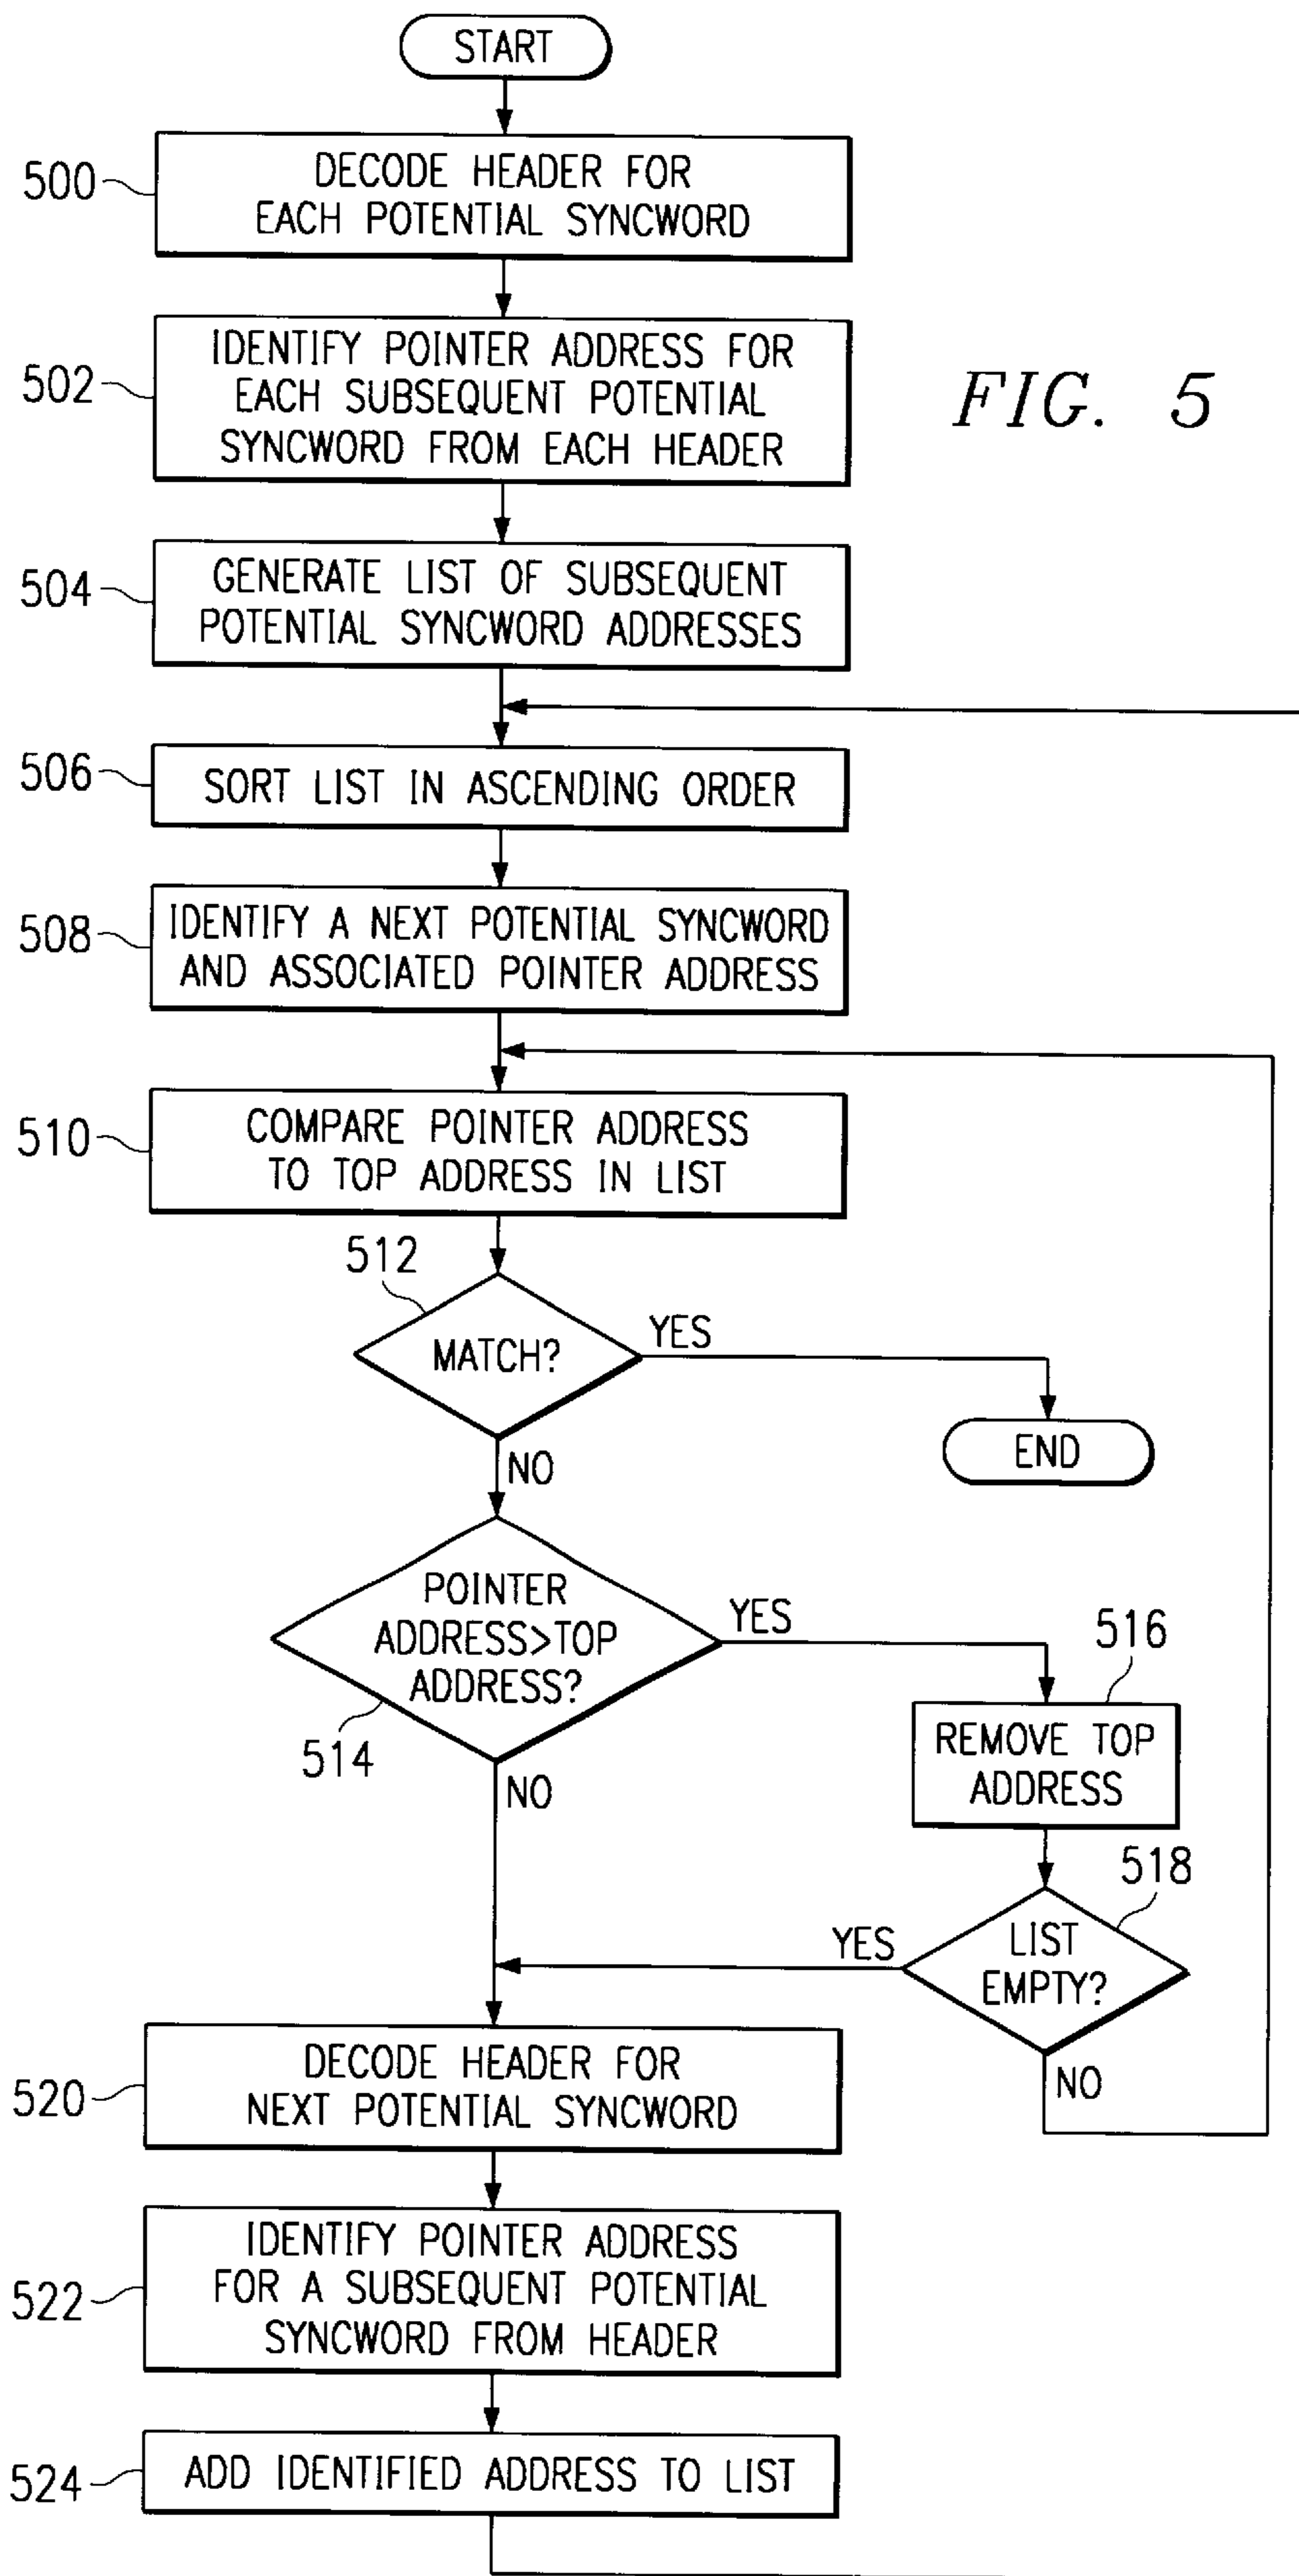 START
500
DECODE HEADER FOR
EACH POTENTIAL SYNCWORD
502
IDENTIFY POINTER ADDRESS FOR
EACH SUBSEQUENT POTENTIAL
SYNCWORD FROM EACH HEADER
FIG. 5
504
GENERATE LIST OF SUBSEQUENT
POTENTIAL SYNCWORD ADDRESSES
506
SORT LIST IN ASCENDING ORDER
508
IDENTIFY A NEXT POTENTIAL SYNCWORD
AND ASSOCIATED POINTER ADDRESS
510
COMPARE POINTER ADDRESS
TO TOP ADDRESS IN LIST
512
MATCH?
YES
END
NO
POINTER
ADDRESS>TOP
ADDRESS?
YES
514
NO
516
REMOVE TOP
ADDRESS
518
LIST
EMPTY?
YES
NO
520
DECODE HEADER FOR
NEXT POTENTIAL SYNCWORD
522
IDENTIFY POINTER ADDRESS
FOR A SUBSEQUENT POTENTIAL
SYNCWORD FROM HEADER
524
ADD IDENTIFIED ADDRESS TO LIST